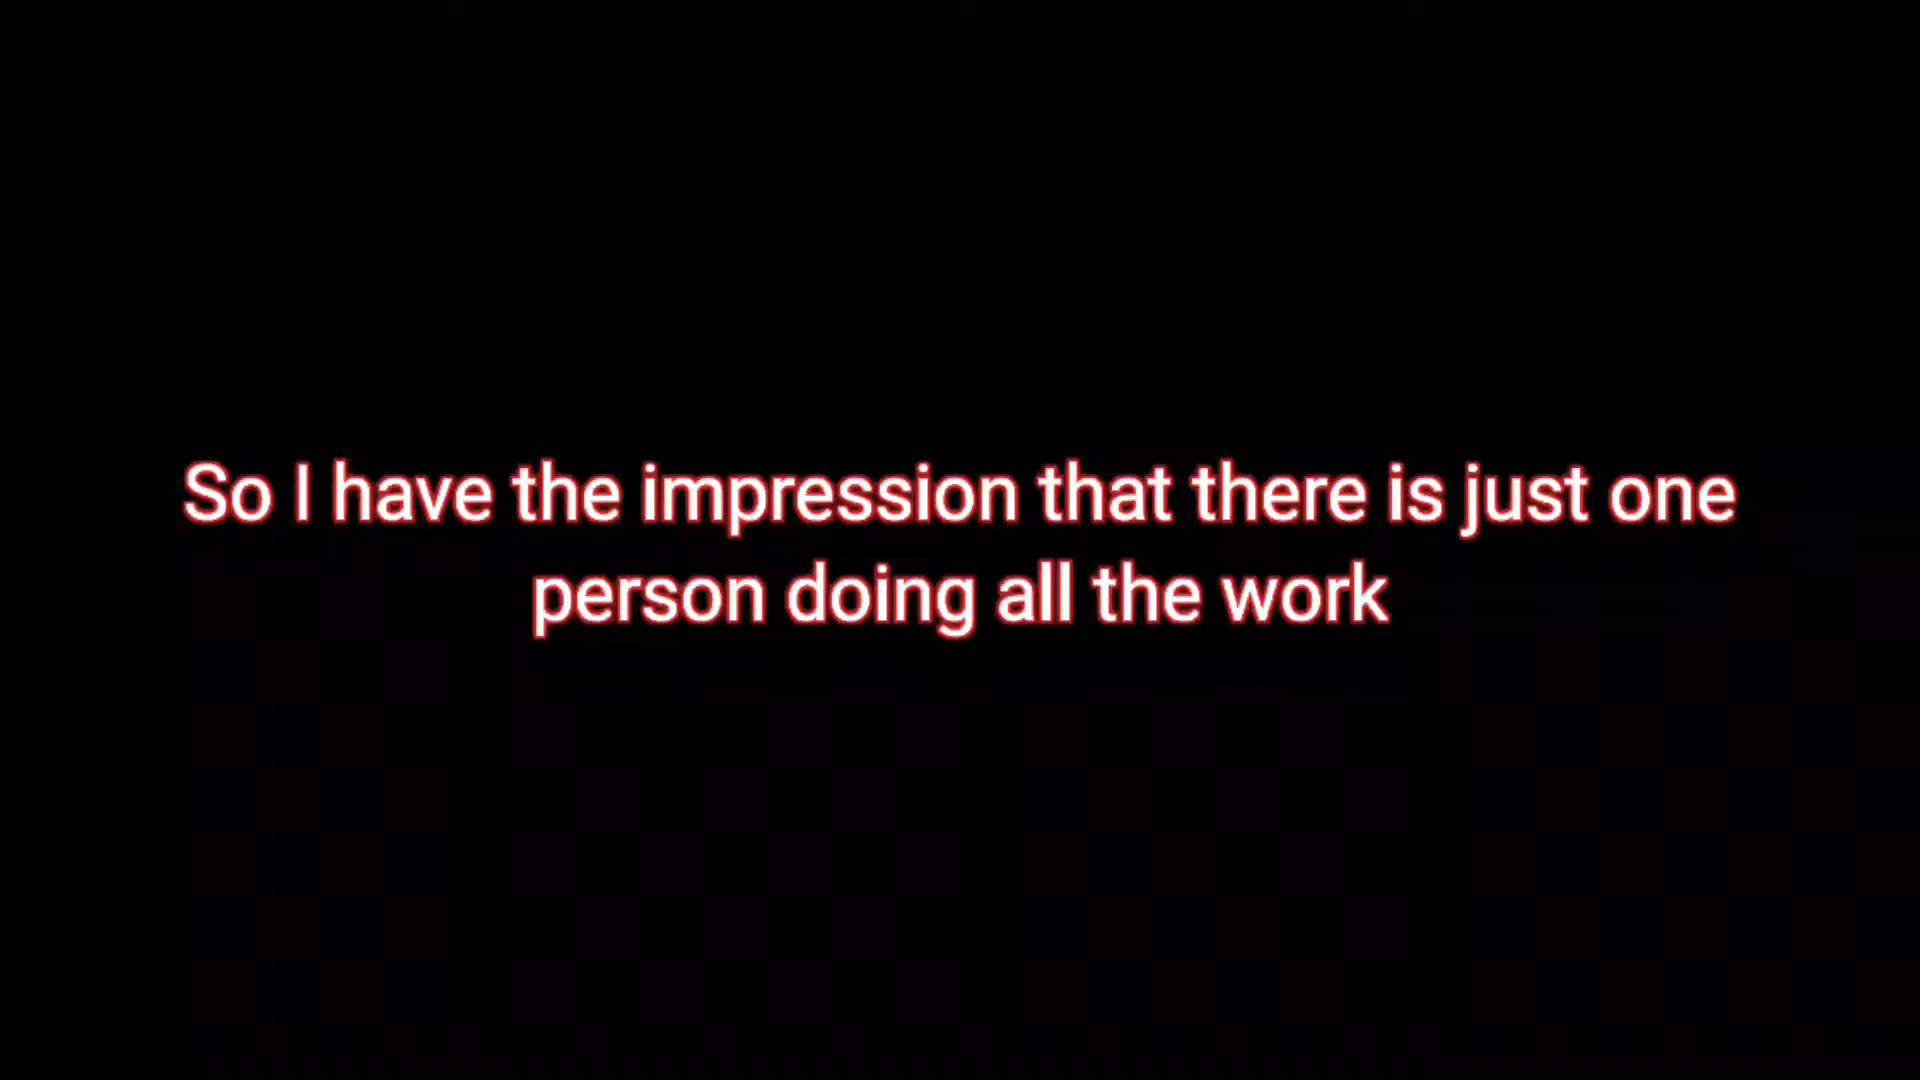 So I have the impression that there is just one
person doing all the work